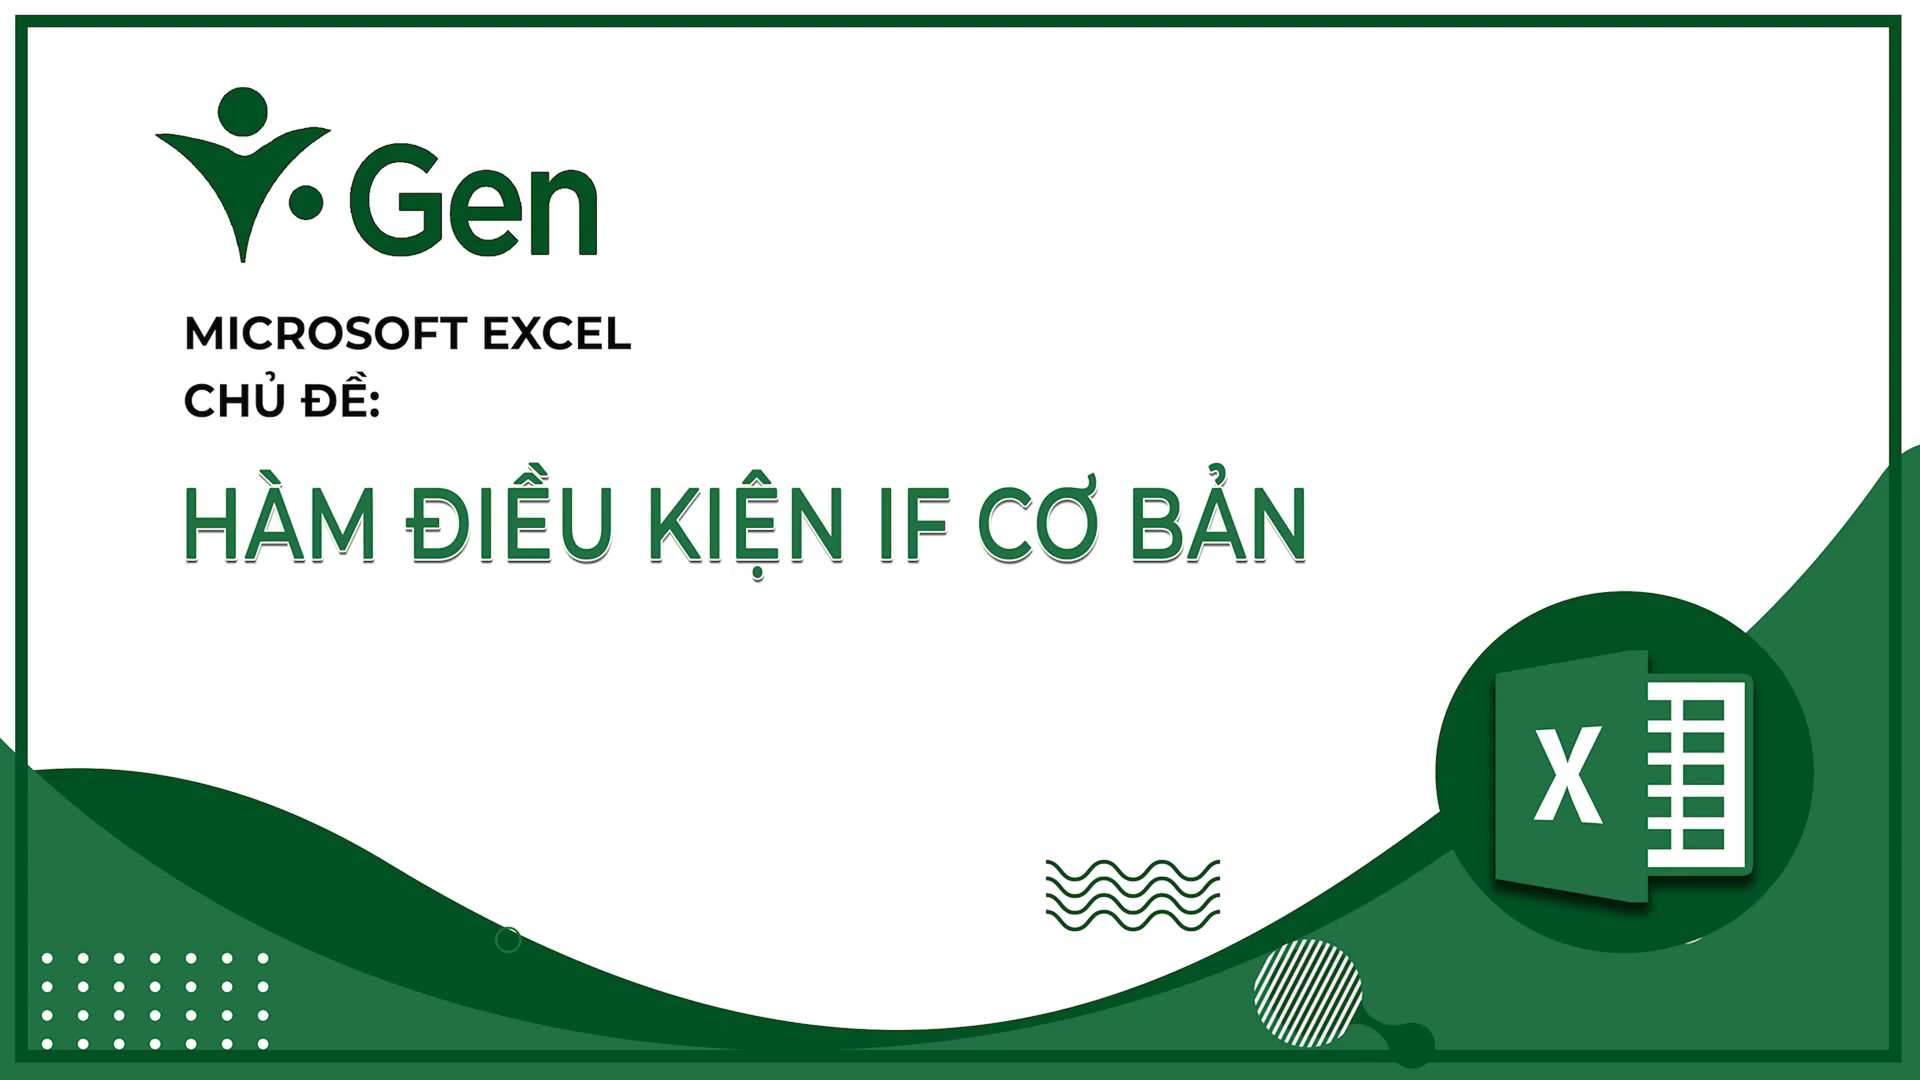 Gen
MICROSOFT EXCEL
CHỦ ĐỀ:
HÀM ĐIỀU KIỆN IF CƠ BẢN
X